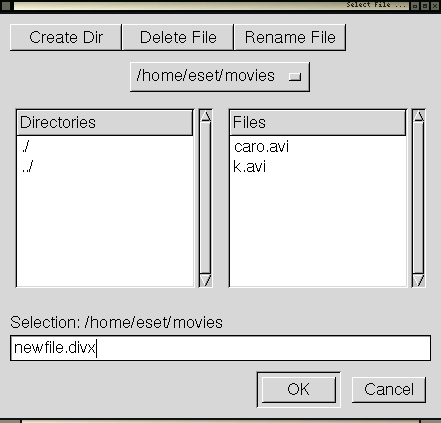 Select File ...
Create Dir Delete File Rename File
/home/eset/movies
Directories Files
./ caro.avi
../ k.avi
Selection: /home/eset/movies
newfile.divx
OK Cancel